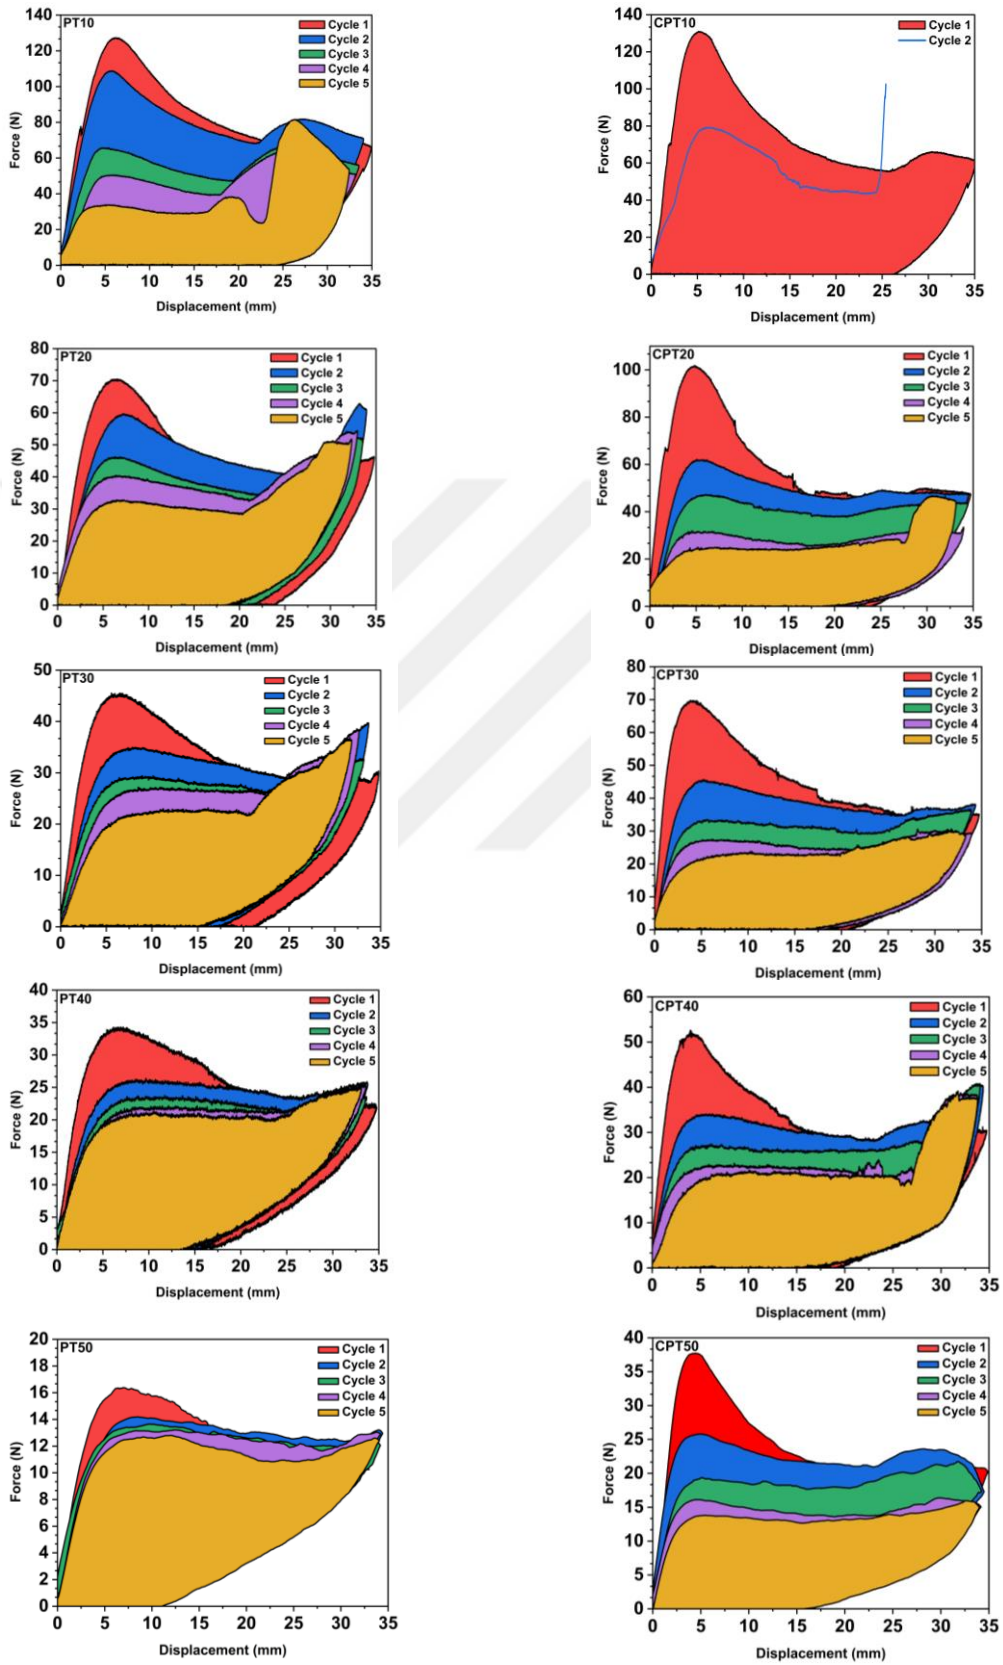 PT10
Cycle 1
Cycle 2
Cycle 3
Cycle 4
Cycle 5
140
120
100
80
60
40
20
0
Force (N)
0 5 10 15 20 25 30 35
Displacement (mm)
CPT10
Cycle 1
Cycle 2
140
120
100
80
60
40
20
0
Force (N)
0 5 10 15 20 25 30 35
Displacement (mm)
PT20
Cycle 1
Cycle 2
Cycle 3
Cycle 4
Cycle 5
80
70
60
50
40
30
20
10
0
Force (N)
0 5 10 15 20 25 30 35
Displacement (mm)
CPT20
Cycle 1
Cycle 2
Cycle 3
Cycle 4
Cycle 5
100
80
60
40
20
0
Force (N)
0 5 10 15 20 25 30 35
Displacement (mm)
PT30
Cycle 1
Cycle 2
Cycle 3
Cycle 4
Cycle 5
50
40
30
20
10
0
Force (N)
0 5 10 15 20 25 30 35
Displacement (mm)
CPT30
Cycle 1
Cycle 2
Cycle 3
Cycle 4
Cycle 5
80
70
60
50
40
30
20
10
0
Force (N)
0 5 10 15 20 25 30 35
Displacement (mm)
PT40
Cycle 1
Cycle 2
Cycle 3
Cycle 4
Cycle 5
40
35
30
25
20
15
10
5
0
Force (N)
0 5 10 15 20 25 30 35
Displacement (mm)
CPT40
Cycle 1
Cycle 2
Cycle 3
Cycle 4
Cycle 5
60
50
40
30
20
10
0
Force (N)
0 5 10 15 20 25 30 35
Displacement (mm)
PT50
Cycle 1
Cycle 2
Cycle 3
Cycle 4
Cycle 5
20
18
16
14
12
10
8
6
4
2
0
Force (N)
0 5 10 15 20 25 30 35
Displacement (mm)
CPT50
Cycle 1
Cycle 2
Cycle 3
Cycle 4
Cycle 5
40
35
30
25
20
15
10
5
0
Force (N)
0 5 10 15 20 25 30 35
Displacement (mm)